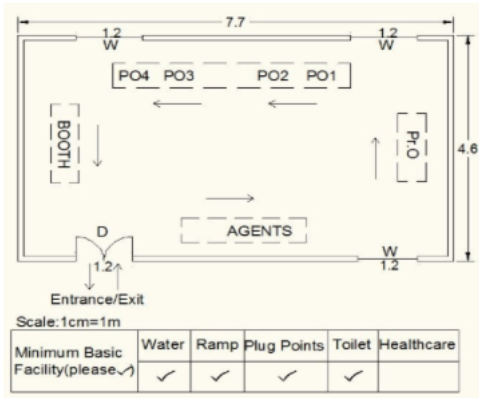 7.7
1.2 1.2
W W
PO4 PO3 PO2 PO1
BOOTH
Pr.O
4.6
D
AGENTS
W
1.2 1.2
Entrance/Exit
Scale:1cm=1m
Minimum Basic Facility(please✓) Water Ramp Plug Points Toilet Healthcare
✓ ✓ ✓ ✓